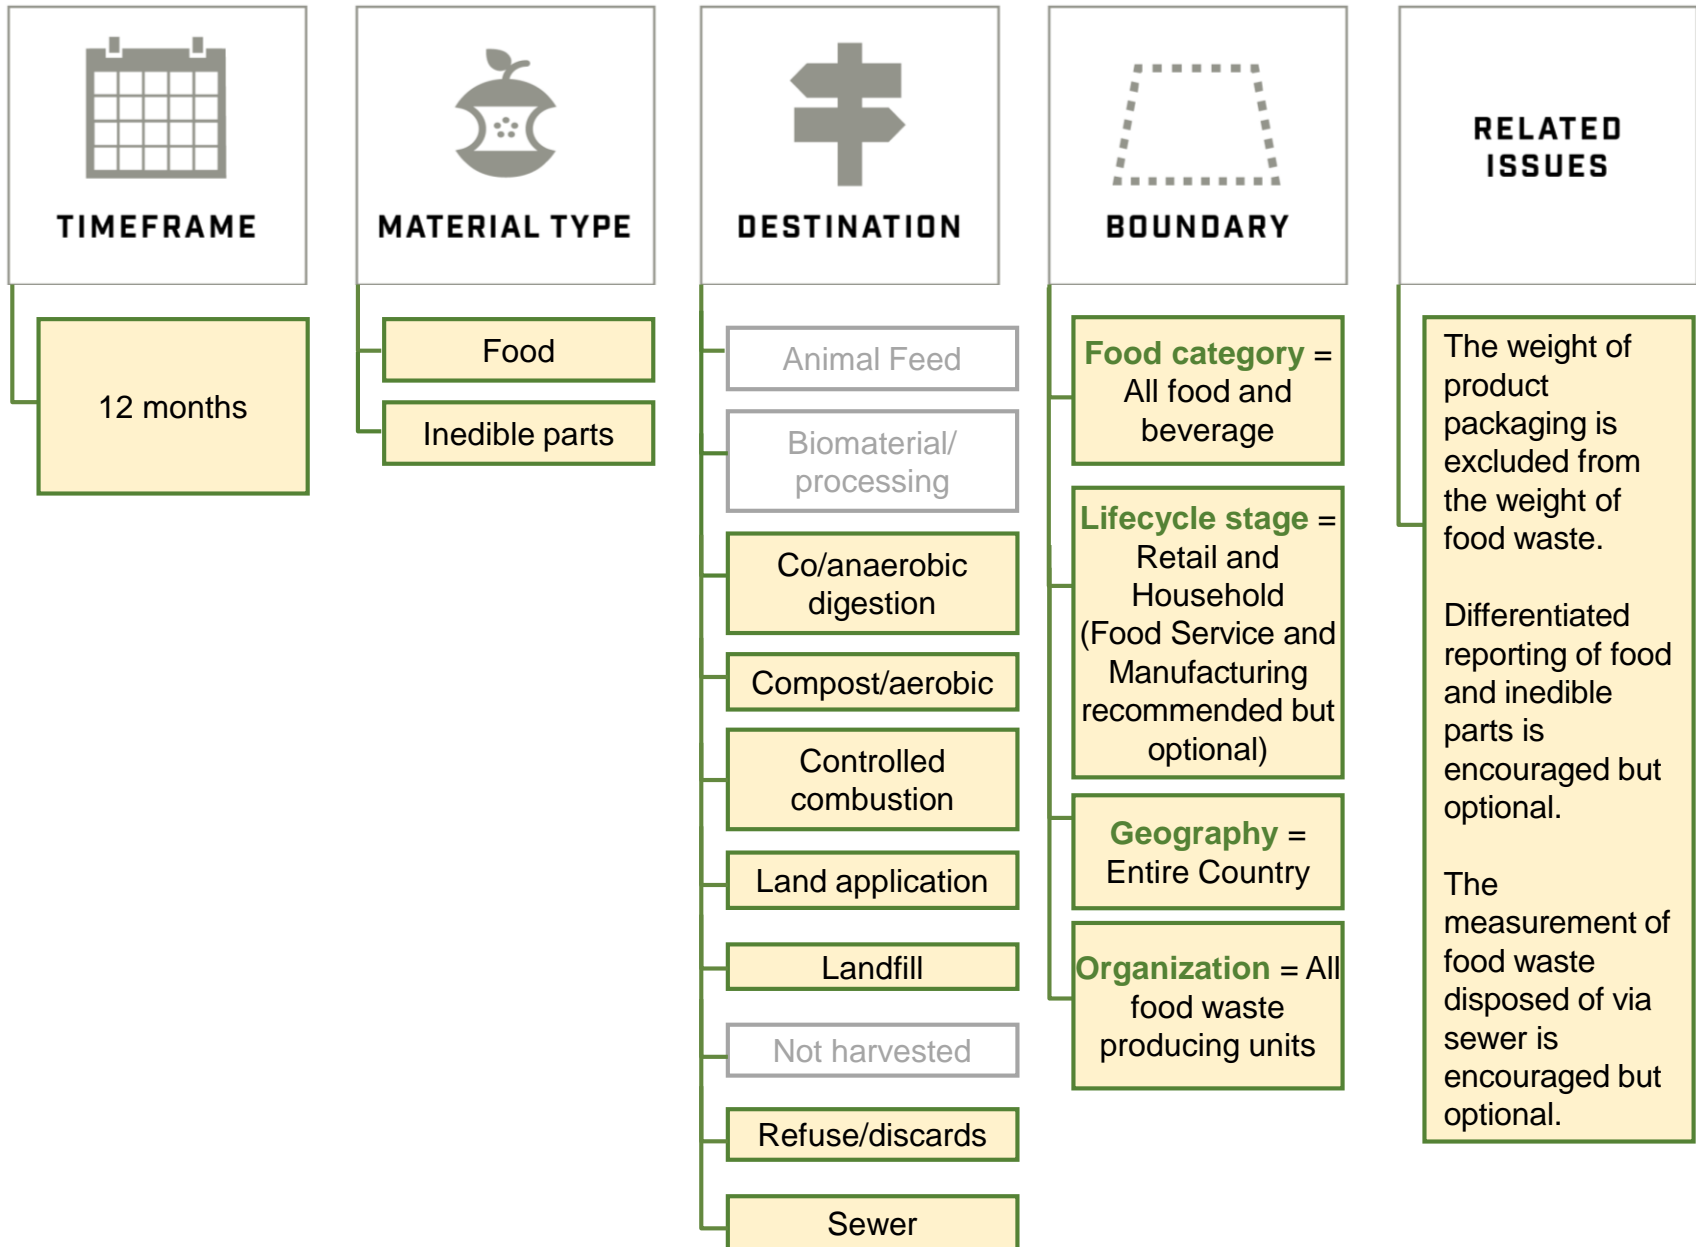 TIMEFRAME
12 months
MATERIAL TYPE
Food
Inedible parts
DESTINATION
Animal Feed
Biomaterial/
processing
Co/anaerobic
digestion
Compost/aerobic
Controlled
combustion
Land application
Landfill
Not harvested
Refuse/discards
Sewer
BOUNDARY
Food category =
All food and
beverage
Lifecycle stage =
Retail and
Household
(Food Service and
Manufacturing
recommended but
optional)
Geography =
Entire Country
Organization = All
food waste
producing units
RELATED
ISSUES
The weight of
product
packaging is
excluded from
the weight of
food waste.
Differentiated
reporting of food
and inedible
parts is
encouraged but
optional.
The
measurement of
food waste
disposed of via
sewer is
encouraged but
optional.